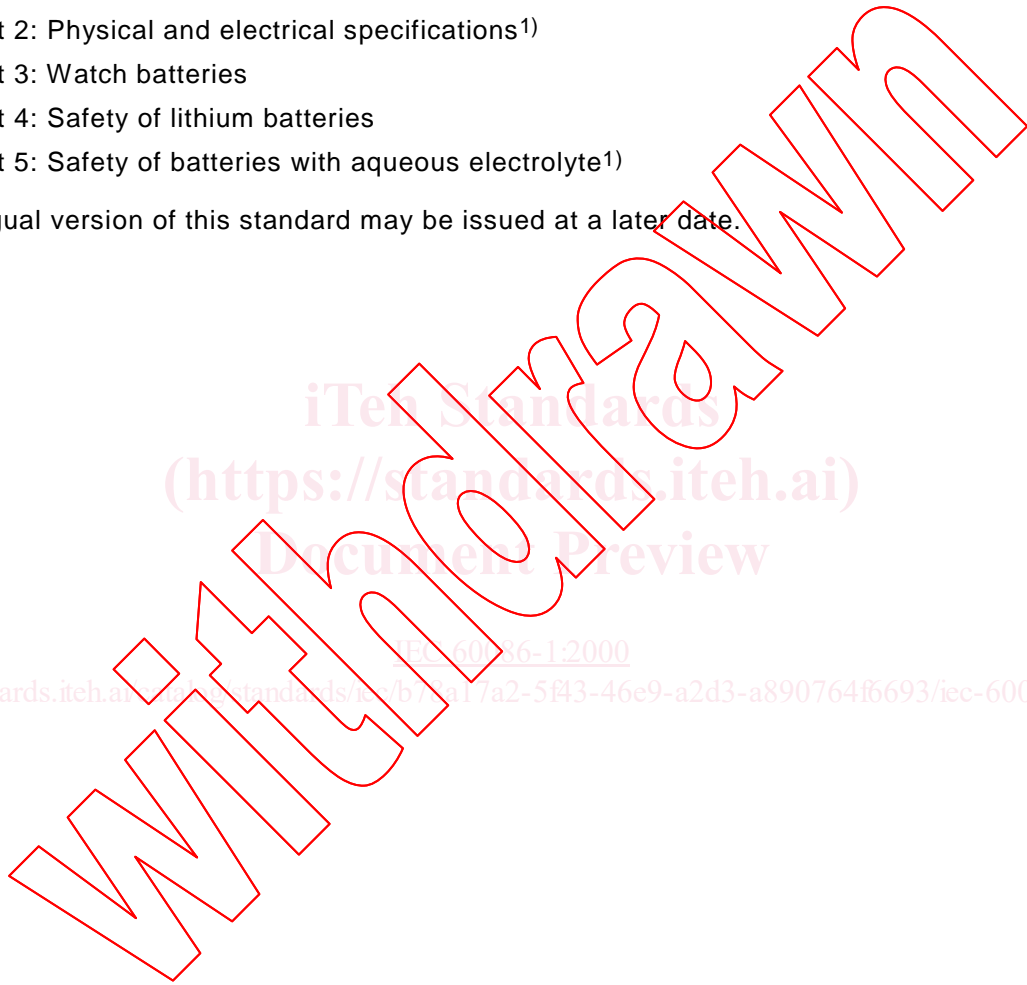 t 2: Physical and electrical specifications1)
t 3: Watch batteries
t 4: Safety of lithium batteries
t 5: Safety of batteries with aqueous electrolyte1)
gual version of this standard may be issued at a later date.
iTeh Standards
(https://standards.iteh.ai)
Document Preview
IEC 60086-1:2000
ards.iteh.ai/catalog/standards/iec/b78a17a2-5f43-46e9-a2d3-a890764f6693/iec-600
withdrawn